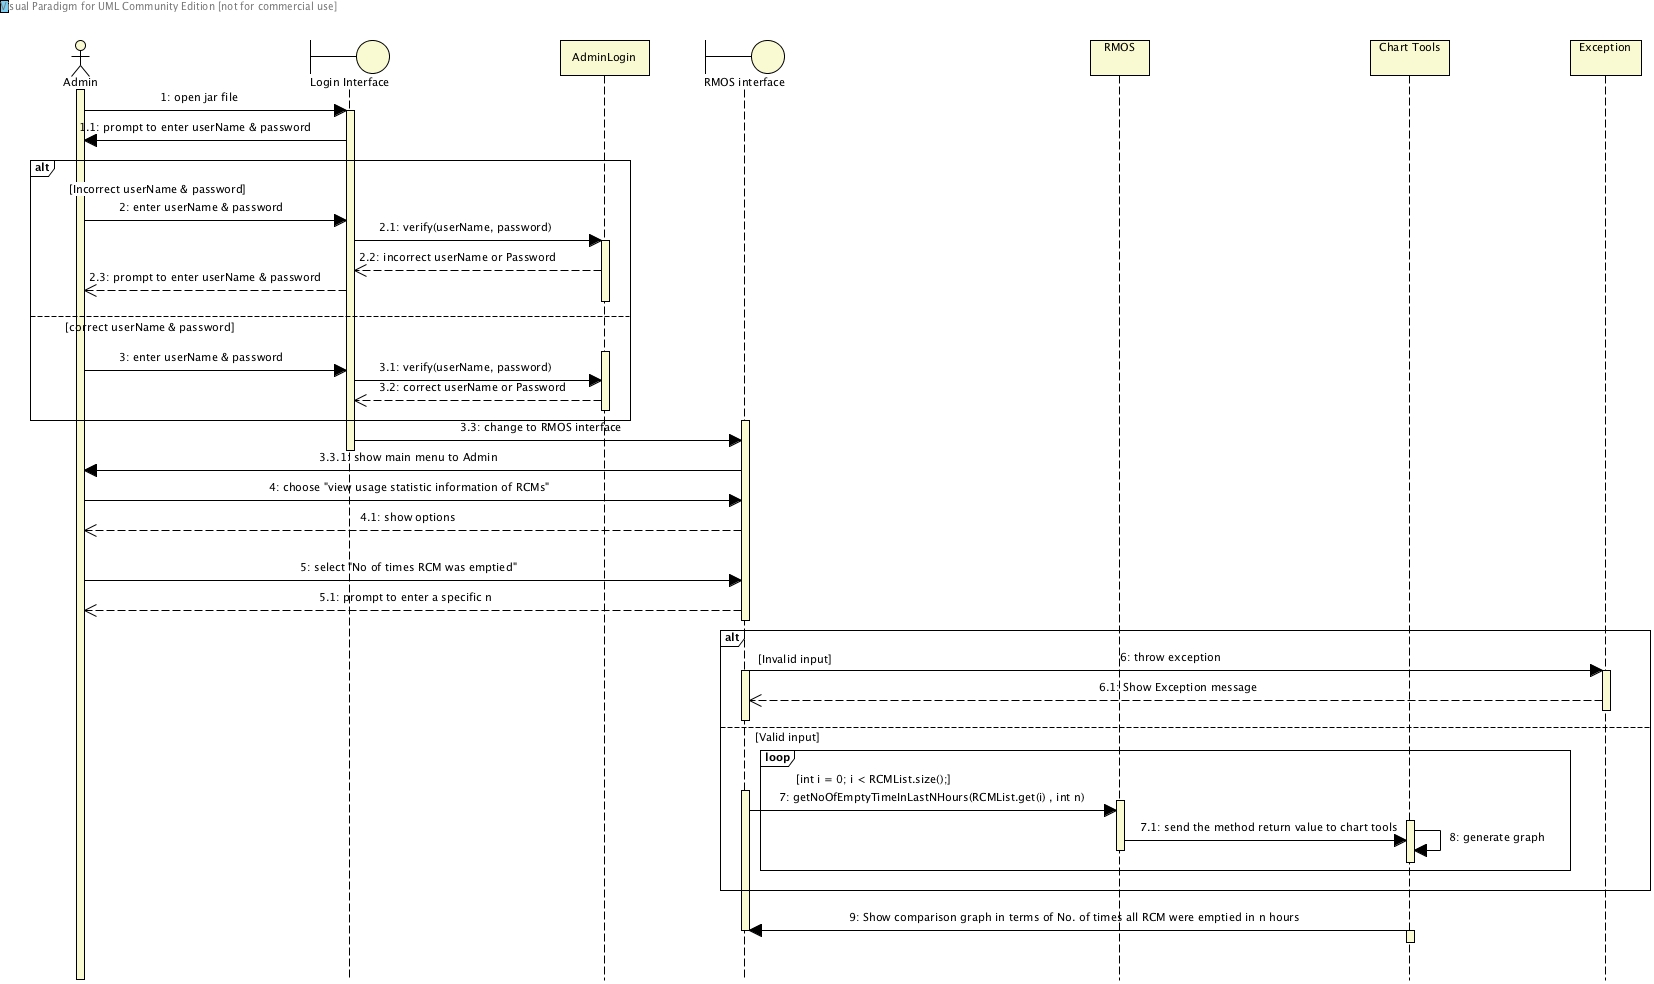 Visual Paradigm for UML Community Edition [not for commercial use]
Admin
Login Interface
AdminLogin
RMOS interface
RMOS
Chart Tools
Exception
1: open jar file
1.1: prompt to enter userName & password
alt
[Incorrect userName & password]
2: enter userName & password
2.1: verify(userName, password)
2.2: incorrect userName or Password
2.3: prompt to enter userName & password
[correct userName & password]
3: enter userName & password
3.1: verify(userName, password)
3.2: correct userName or Password
3.3: change to RMOS interface
3.3.1: show main menu to Admin
4: choose "view usage statistic information of RCMs"
4.1: show options
5: select "No of times RCM was emptied"
5.1: prompt to enter a specific n
alt
[Invalid input]
6: throw exception
6.1: Show Exception message
[Valid input]
loop
[int i = 0; i < RCMList.size();]
7: getNoOfEmptyTimeInLastNHours(RCMList.get(i) , int n)
7.1: send the method return value to chart tools
8: generate graph
9: Show comparison graph in terms of No. of times all RCM were emptied in n hours